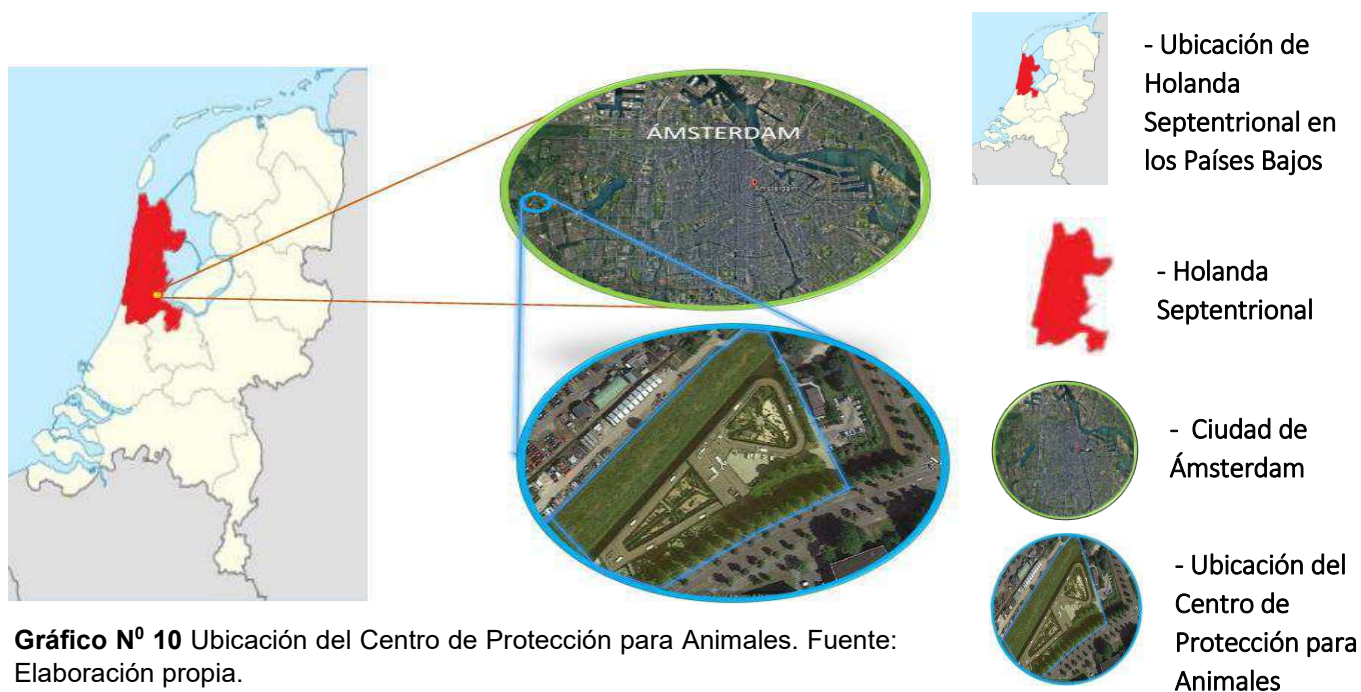 ÁMSTERDAM
Amsterdam
- Ubicación de
Holanda
Septentrional en
los Países Bajos
- Holanda
Septentrional
- Ciudad de
Ámsterdam
- Ubicación del
Centro de
Protección para
Animales
Gráfico N⁰ 10 Ubicación del Centro de Protección para Animales. Fuente:
Elaboración propia.